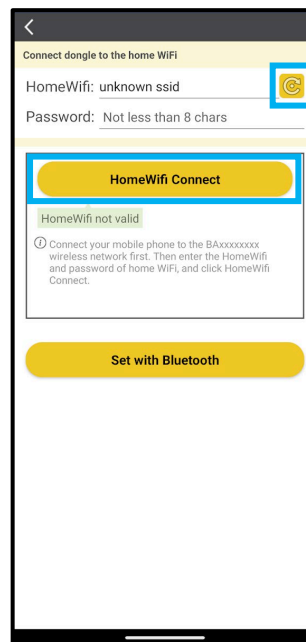 Connect dongle to the home WiFi
HomeWifi: unknown ssid
Password: Not less than 8 chars
HomeWifi Connect
HomeWifi not valid
Connect your mobile phone to the BAxxxxxxxx
wireless network first. Then enter the HomeWifi
and password of home WiFi, and click HomeWifi
Connect.
Set with Bluetooth